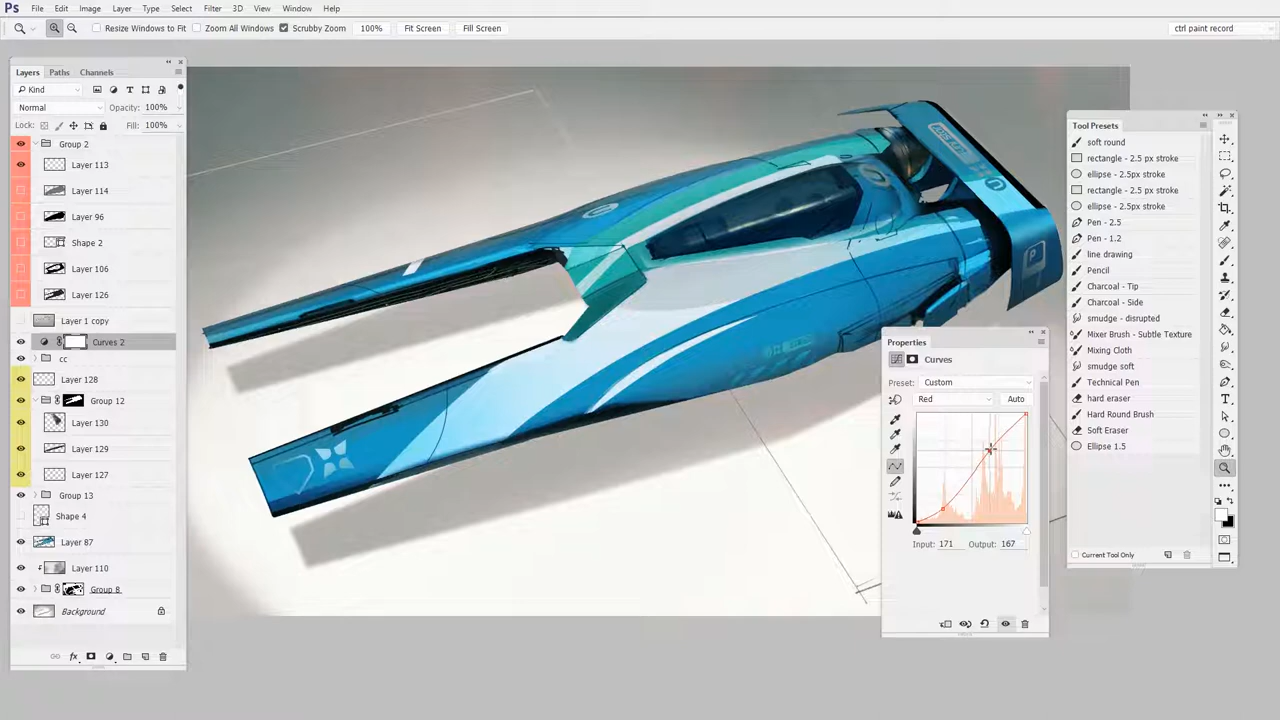 Ps File Edit Image Layer Type Select Filter 3D View Window Help
Resize Windows to Fit Zoom All Windows Scrubby Zoom 100% Fit Screen Fill Screen ctrl paint record
Layers Paths Channels
Kind
Normal Opacity: 100%
Lock: Fill: 100%
Group 2
Layer 113
Layer 114
Layer 96
Shape 2
Layer 106
Layer 126
Layer 1 copy
Curves 2
cc
Layer 128
Group 12
Layer 130
Layer 129
Layer 127
Group 13
Shape 4
Layer 87
Layer 110
Group 8
Background
fx
P
Properties
Curves
Preset: Custom
Red Auto
Input: 171 Output: 167
Tool Presets
soft round
rectangle - 2.5 px stroke
ellipse - 2.5px stroke
rectangle - 2.5 px stroke
ellipse - 2.5px stroke
Pen - 2.5
Pen - 1.2
line drawing
Pencil
Charcoal - Tip
Charcoal - Side
smudge - disrupted
Mixer Brush - Subtle Texture
Mixing Cloth
smudge soft
Technical Pen
hard eraser
Hard Round Brush
Soft Eraser
Ellipse 1.5
Current Tool Only